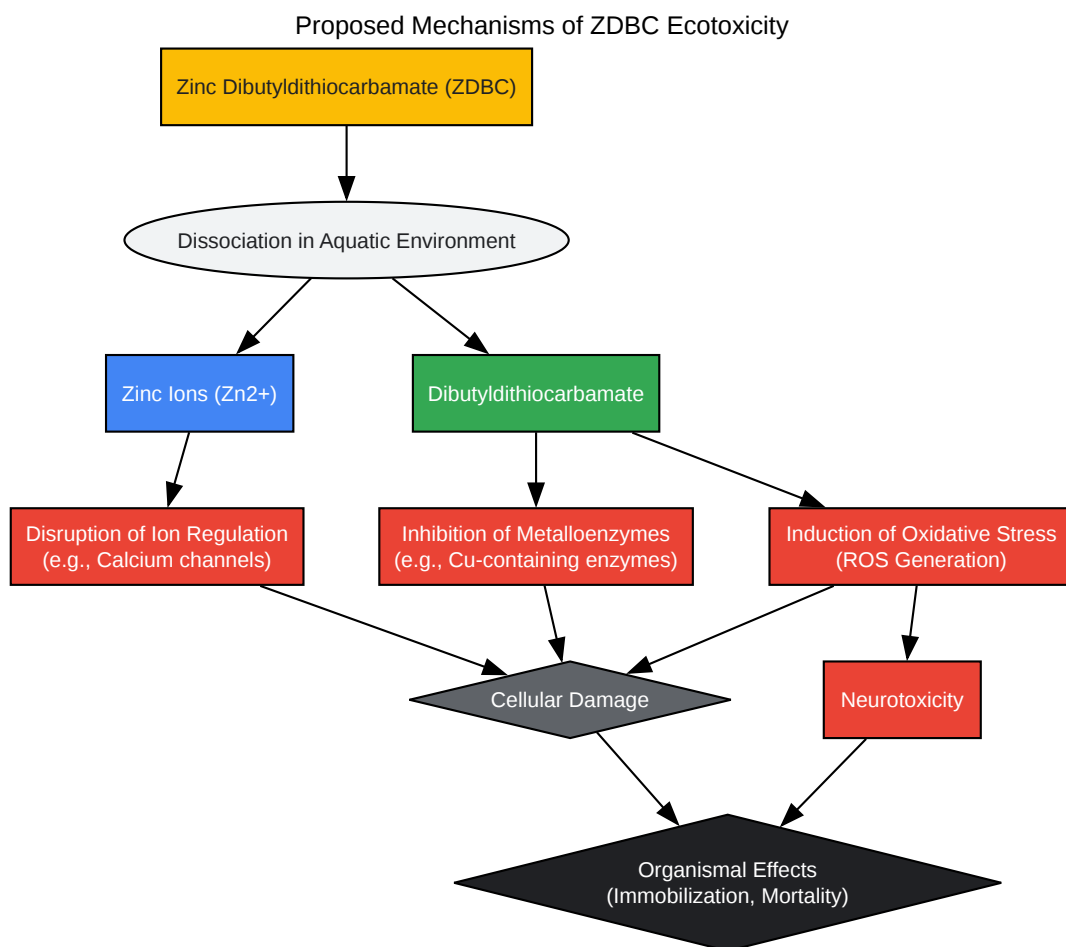 Proposed Mechanisms of ZDBC Ecotoxicity
Zinc Dibutyldithiocarbamate (ZDBC)
Dissociation in Aquatic Environment
Zinc Ions (Zn2+)
Dibutyldithiocarbamate
Disruption of Ion Regulation
(e.g., Calcium channels)
Inhibition of Metalloenzymes
(e.g., Cu-containing enzymes)
Induction of Oxidative Stress
(ROS Generation)
Cellular Damage
Neurotoxicity
Organismal Effects
(Immobilization, Mortality)